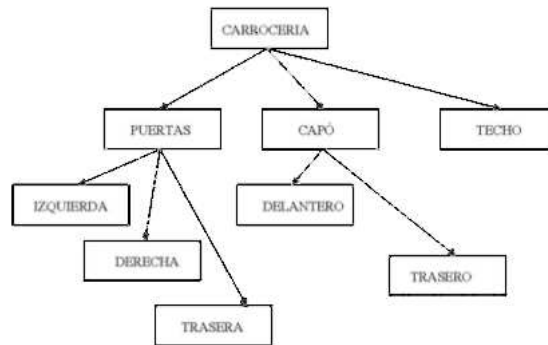 CARROCERIA
PUERTAS
CAPÓ
TECHO
IZQUIERDA
DELANTERO
DERECHA
TRASERO
TRASERA